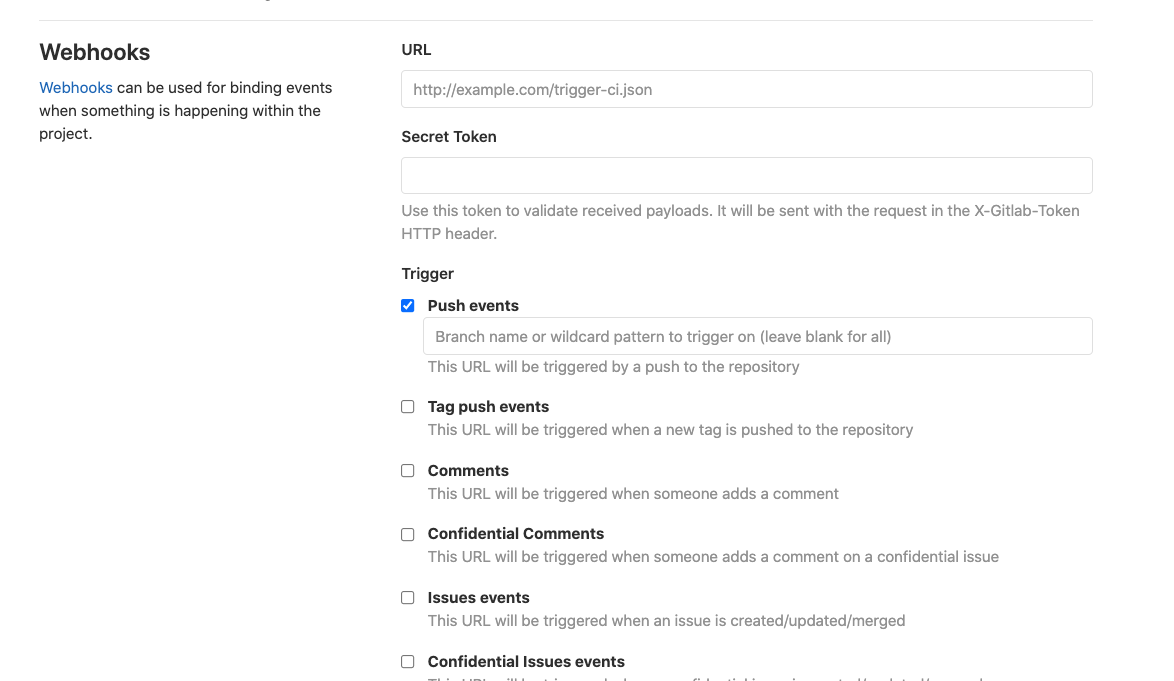 Webhooks
Webhooks can be used for binding events
when something is happening within the
project.
URL
http://example.com/trigger-ci.json
Secret Token
Use this token to validate received payloads. It will be sent with the request in the X-Gitlab-Token
HTTP header.
Trigger
Push events
Branch name or wildcard pattern to trigger on (leave blank for all)
This URL will be triggered by a push to the repository
Tag push events
This URL will be triggered when a new tag is pushed to the repository
Comments
This URL will be triggered when someone adds a comment
Confidential Comments
This URL will be triggered when someone adds a comment on a confidential issue
Issues events
This URL will be triggered when an issue is created/updated/merged
Confidential Issues events